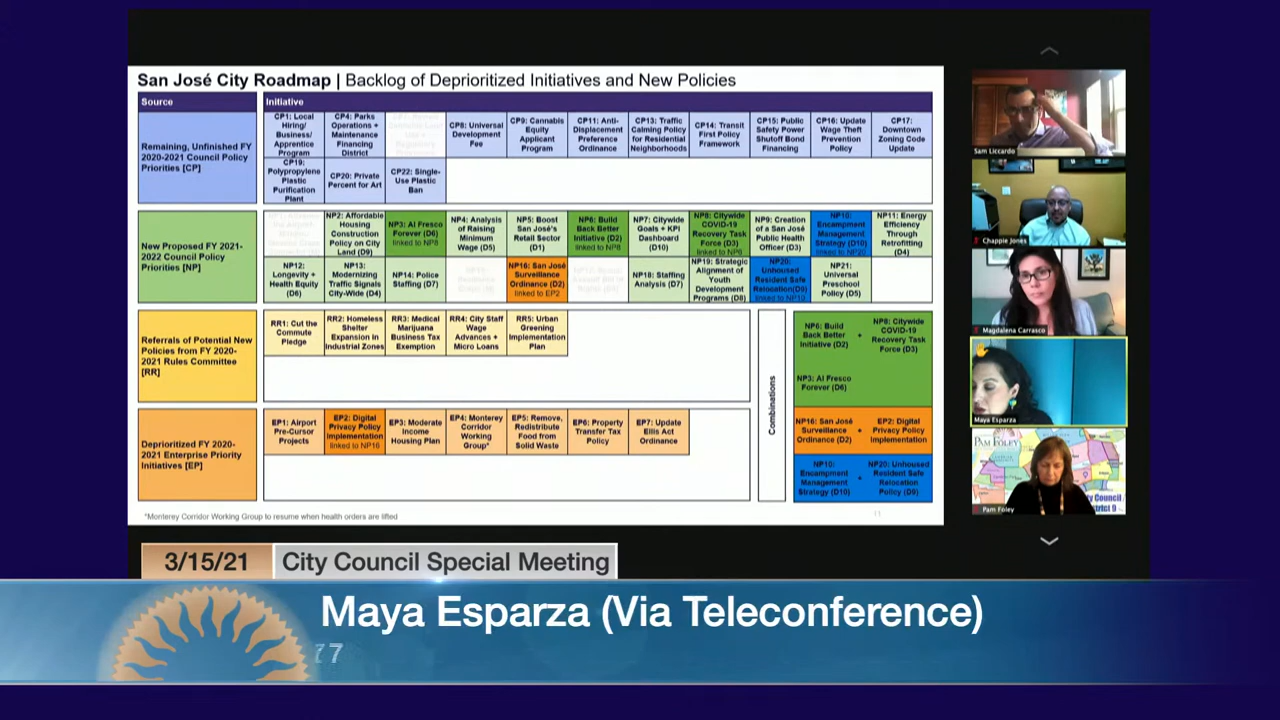 San José City Roadmap | Backlog of Deprioritized Initiatives and New Policies
Source
Initiative
Remaining, Unfinished FY
2020-2021 Council Policy
Priorities [CP]
CP1: Local
Hiring/
Business/
Apprentice
Program
CP4: Parks
Operations +
Maintenance
Financing
District
CP8: Universal
Development
Fee
CP9: Cannabis
Equity
Applicant
Program
CP11: Anti-
Displacement
Preference
Ordinance
CP13: Traffic
Calming Policy
for Residential
Neighborhoods
CP14: Transit
First Policy
Framework
CP15: Public
Safety Power
Shutoff Bond
Financing
CP16: Update
Wage Theft
Prevention
Policy
CP17:
Downtown
Zoning Code
Update
CP19:
Polypropylene
Plastic
Purification
Plant
CP20: Private
Percent for Art
CP22: Single-
Use Plastic
Ban
New Proposed FY 2021-
2022 Council Policy
Priorities [NP]
NP2: Affordable
Housing
Construction
Policy on City
Land (D9)
NP3: Al Fresco
Forever (D6)
linked to NP8
NP4: Analysis
of Raising
Minimum
Wage (D5)
NP5: Boost
San José's
Retail Sector
(D1)
NP6: Build
Back Better
Initiative (D2)
linked to NP8
NP7: Citywide
Goals + KPI
Dashboard
(D10)
NP8: Citywide
COVID-19
Recovery Task
Force (D3)
linked to NP6
NP9: Creation
of a San José
Public Health
Officer (D3)
NP10:
Encampment
Management
Strategy (D10)
linked to NP20
NP11: Energy
Efficiency
Through
Retrofitting
(D4)
NP12:
Longevity +
Health Equity
(D6)
NP13:
Modernizing
Traffic Signals
City-Wide (D4)
NP14: Police
Staffing (D7)
NP16: San José
Surveillance
Ordinance (D2)
linked to EP2
NP18: Staffing
Analysis (D7)
NP19: Strategic
Alignment of
Youth
Development
Programs (D8)
NP20:
Unhoused
Resident Safe
Relocation(D9)
linked to NP10
NP21:
Universal
Preschool
Policy (D5)
Referrals of Potential New
Policies from FY 2020-
2021 Rules Committee
[RR]
RR1: Cut the
Commute
Pledge
RR2: Homeless
Shelter
Expansion in
Industrial Zones
RR3: Medical
Marijuana
Business Tax
Exemption
RR4: City Staff
Wage
Advances +
Micro Loans
RR5: Urban
Greening
Implementation
Plan
Deprioritized FY 2020-
2021 Enterprise Priority
Initiatives [EP]
EP1: Airport
Pre-Cursor
Projects
EP2: Digital
Privacy Policy
Implementation
linked to NP16
EP3: Moderate
Income
Housing Plan
EP4: Monterey
Corridor
Working
Group*
EP5: Remove,
Redistribute
Food from
Solid Waste
EP6: Property
Transfer Tax
Policy
EP7: Update
Ellis Act
Ordinance
Combinations
NP6: Build
Back Better
Initiative (D2)
+
NP8: Citywide
COVID-19
Recovery Task
Force (D3)
NP3: Al Fresco
Forever (D6)
NP16: San José
Surveillance
Ordinance (D2)
+
EP2: Digital
Privacy Policy
Implementation
NP10:
Encampment
Management
Strategy (D10)
+
NP20: Unhoused
Resident Safe
Relocation
Policy (D9)
*Monterey Corridor Working Group to resume when health orders are lifted
11
Sam Liccardo
Chappie Jones
Magdalena Carrasco
Maya Esparza
PAM FOLEY
City Council
District 9
Pam Foley
3/15/21
City Council Special Meeting
Maya Esparza (Via Teleconference)